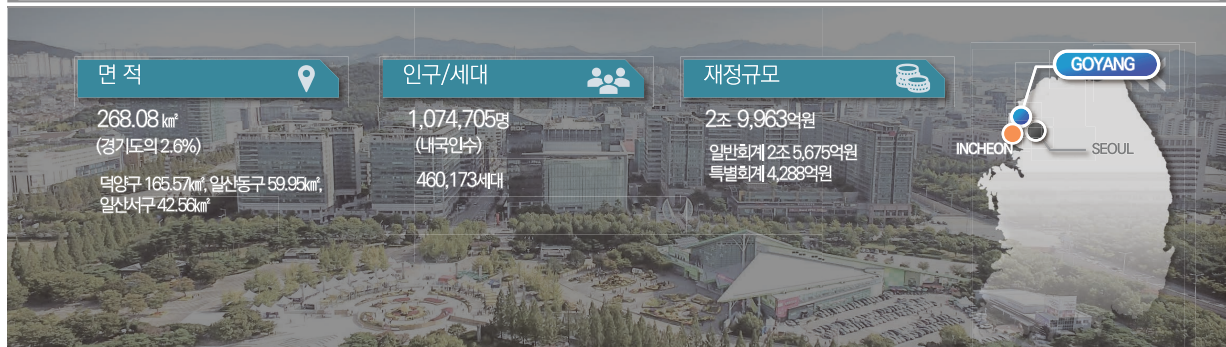 면 적
268.08 ㎢
(경기도의 2.6%)
덕양구 165.57㎢, 일산동구 59.95㎢,
일산서구 42.56㎢
인구/세대
1,074,705명
(내국인수)
460,173세대
재정규모
2조 9,963억원
일반회계 2조 5,675억원
특별회계 4,288억원
GOYANG
INCHEON
SEOUL